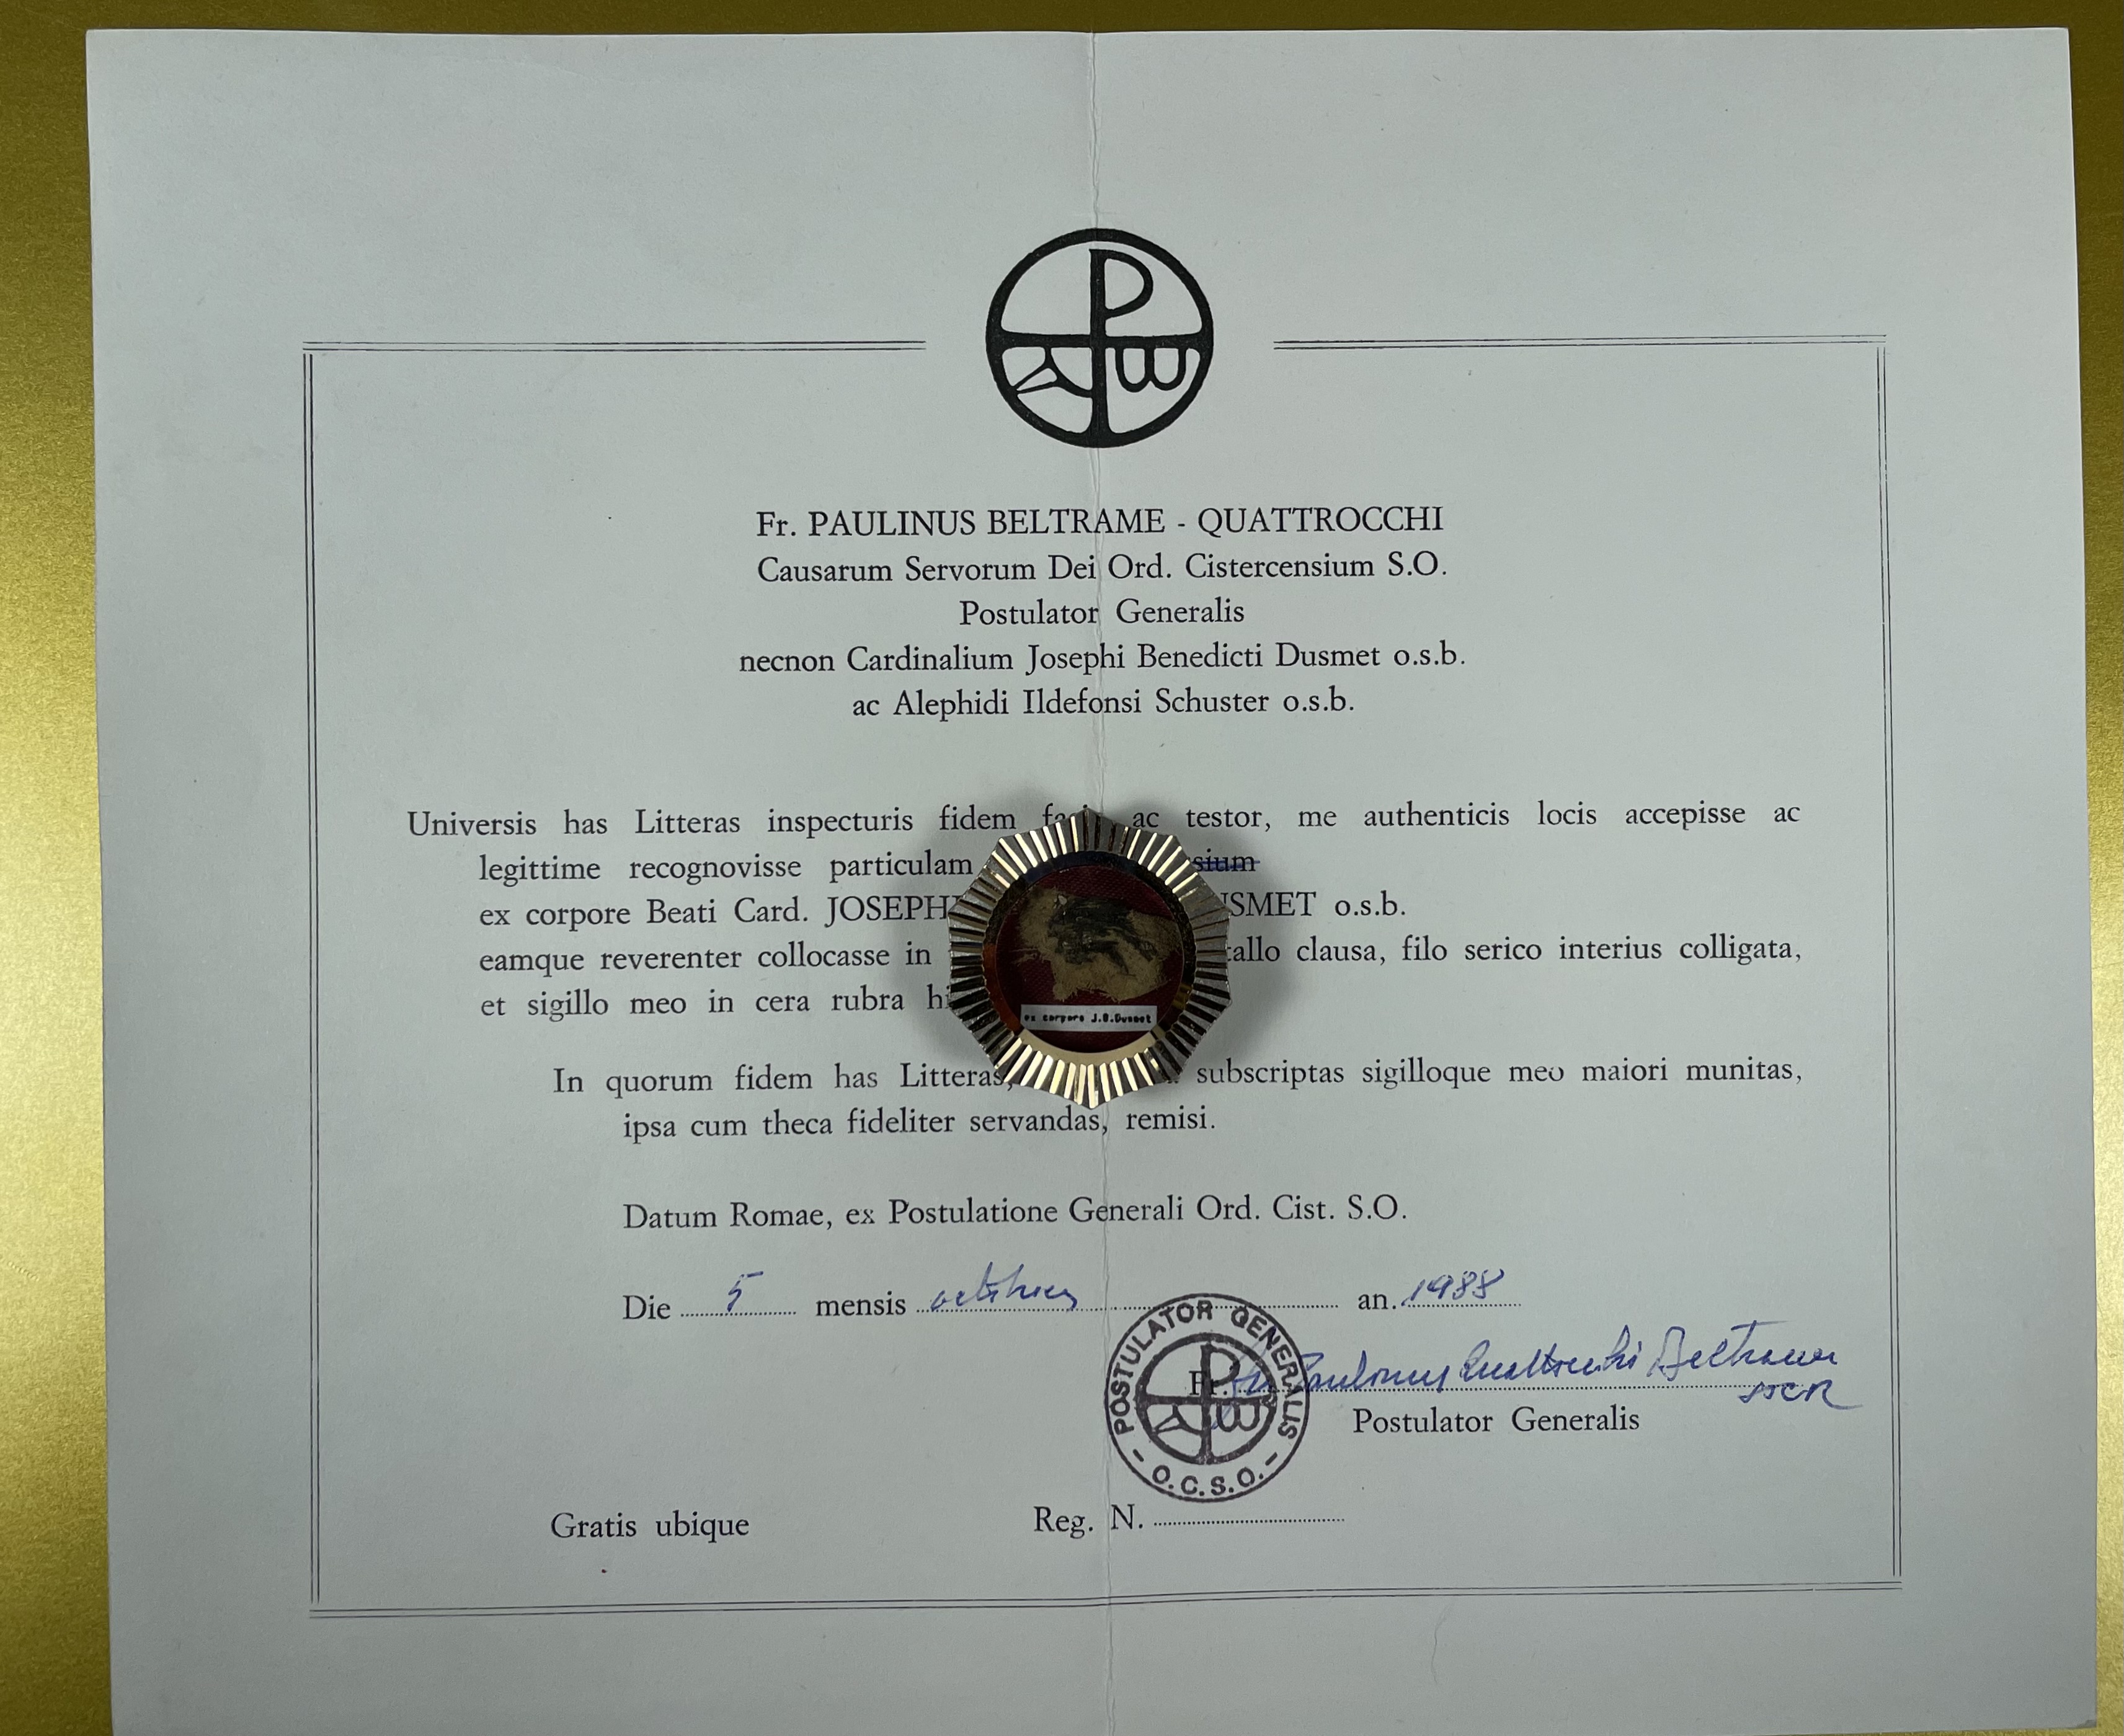 Fr. PAULINUS BELTRAME - QUATTROCCHI
Causarum Servorum Dei Ord. Cistercensium S.O.
Postulator Generalis
necnon Cardinalium Josephi Benedicti Dusmet o.s.b.
ac Alephidi Ildefonsi Schuster o.s.b.
Universis has Litteras inspecturis fidem ac testor, me authenticis locis accepisse ac
legittime recognovisse particulam sium
ex corpore Beati Card. JOSEPH SMET o.s.b.
eamque reverenter collocasse in allo clausa, filo serico interius colligata,
et sigillo meo in cera rubra
ex corpore J.B.Dusmet
In quorum fidem has Litteras, subscriptas sigilloque meo maiori munitas,
ipsa cum theca fideliter servandas, remisi.
Datum Romae, ex Postulatione Generali Ord. Cist. S.O.
Die 5 mensis octobris an. 1988
POSTULATOR GENERALIS
- O.C.S.O. -
Fr. Paulinus Quattrocchi Beltrame
Postulator Generalis
Gratis ubique Reg. N.